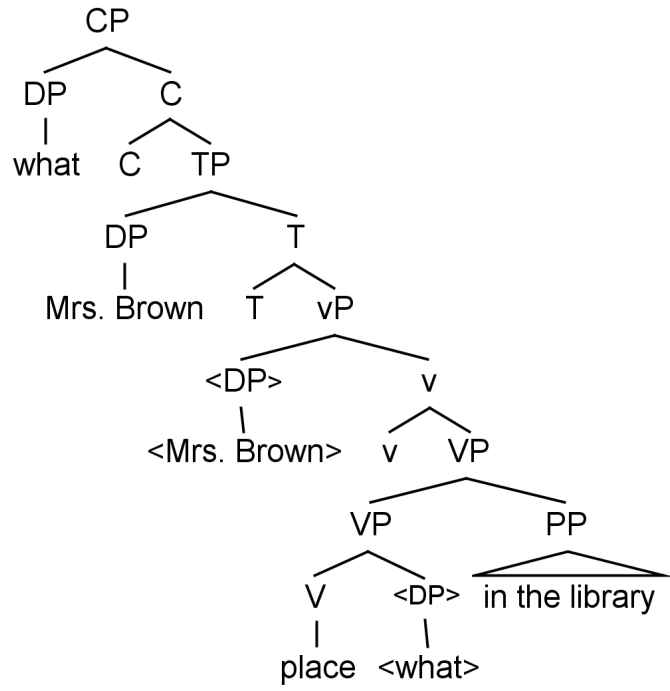 CP
DP C
what C TP
DP T
Mrs. Brown T vP
<DP> v
<Mrs. Brown> v VP
VP PP
V <DP> in the library
place <what>